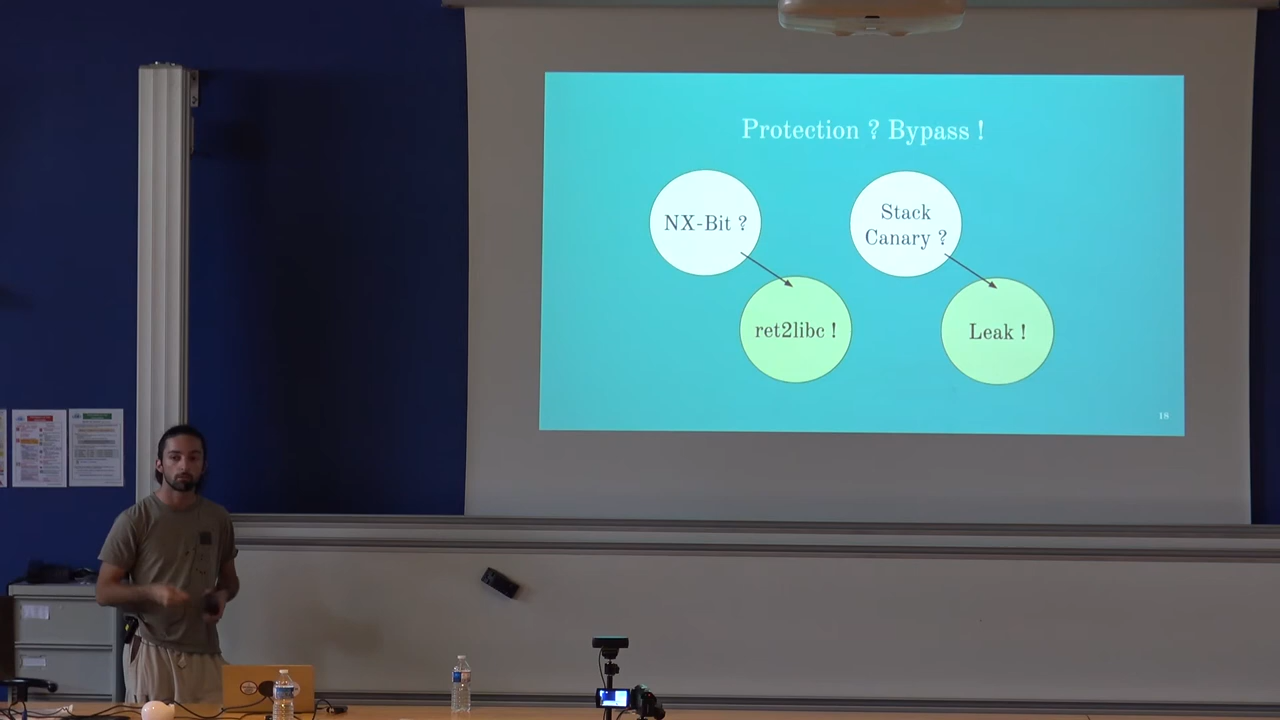 Protection ? Bypass !
NX-Bit ?
Stack
Canary ?
ret2libc !
Leak !
18